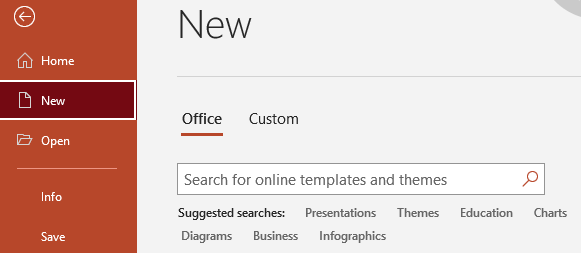 New
Home
New
Open
Info
Save
Office Custom
Search for online templates and themes
Suggested searches: Presentations Themes Education Charts
Diagrams Business Infographics